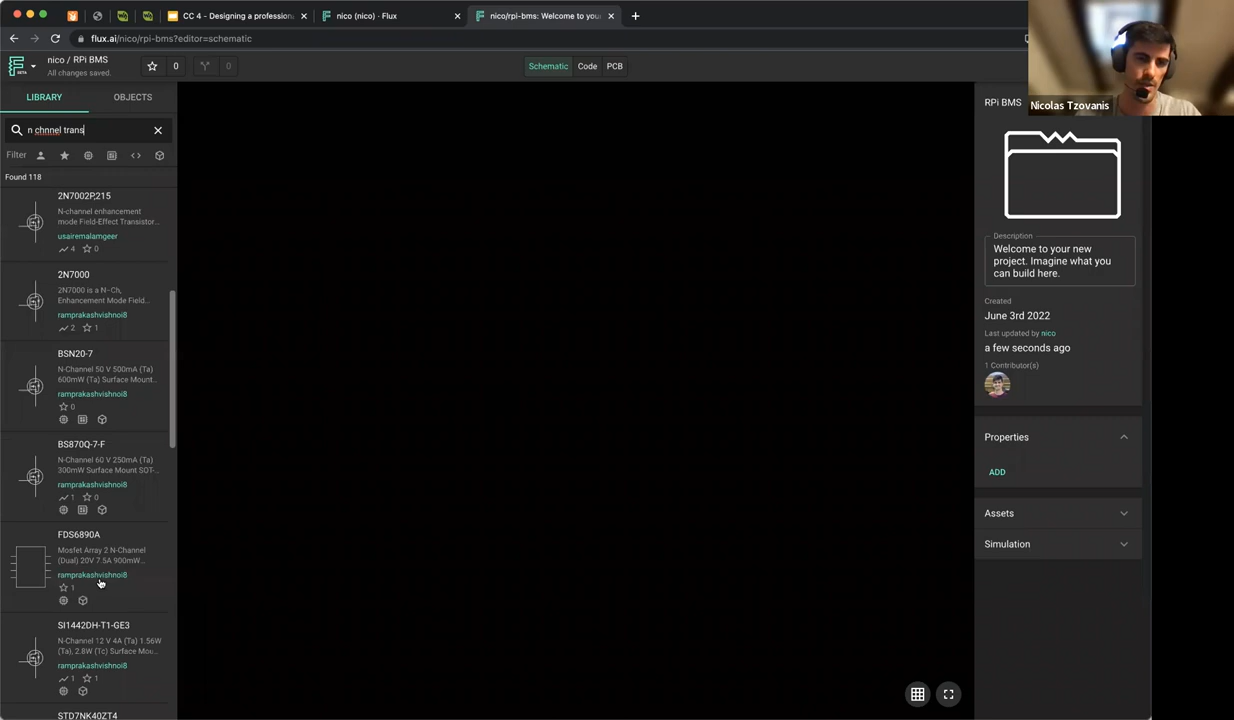 CC 4 - Designing a profession
nico (nico) · Flux
nico/rpi-bms: Welcome to you
flux.ai/nico/rpi-bms?editor=schematic
nico / RPi BMS
All changes saved.
BETA
0
0
Schematic
Code
PCB
Nicolas Tzovanis
LIBRARY
OBJECTS
n chnnel trans
Filter
Found 118
2N7002P,215
N-channel enhancement
mode Field-Effect Transistor...
usairemalamgeer
4
0
2N7000
2N7000 is a N-Ch,
Enhancement Mode Field...
ramprakashvishnoi8
2
1
BSN20-7
N-Channel 50 V 500mA (Ta)
600mW (Ta) Surface Mount...
ramprakashvishnoi8
0
BS870Q-7-F
N-Channel 60 V 250mA (Ta)
300mW Surface Mount SOT-...
ramprakashvishnoi8
1
0
FDS6890A
Mosfet Array 2 N-Channel
(Dual) 20V 7.5A 900mW...
ramprakashvishnoi8
1
SI1442DH-T1-GE3
N-Channel 12 V 4A (Ta) 1.56W
(Ta), 2.8W (Tc) Surface Mou...
ramprakashvishnoi8
1
1
STD7NK40ZT4
RPi BMS
Description
Welcome to your new
project. Imagine what you
can build here.
Created
June 3rd 2022
Last updated by nico
a few seconds ago
1 Contributor(s)
Properties
ADD
Assets
Simulation